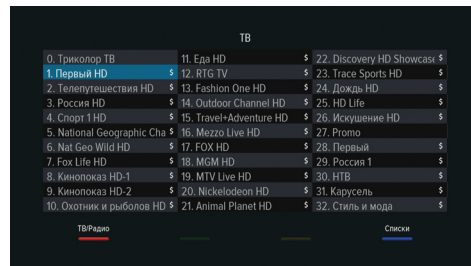 ТВ
0. Триколор ТВ
1. Первый HD $
2. Телепутешествия HD $
3. Россия HD $
4. Спорт 1 HD $
5. National Geographic Cha $
6. Nat Geo Wild HD $
7. Fox Life HD $
8. Кинопоказ HD-1 $
9. Кинопоказ HD-2 $
10. Охотник и рыболов HD $
11. Еда HD $
12. RTG TV $
13. Fashion One HD $
14. Outdoor Channel HD $
15. Travel+Adventure HD $
16. Mezzo Live HD $
17. FOX HD $
18. MGM HD $
19. MTV Live HD $
20. Nickelodeon HD $
21. Animal Planet HD $
22. Discovery HD Showcase $
23. Trace Sports HD $
24. Дождь HD $
25. HD Life $
26. Искушение HD $
27. Promo
28. Первый $
29. Россия 1 $
30. НТВ $
31. Карусель $
32. Стиль и мода $
ТВ/Радио
Списки